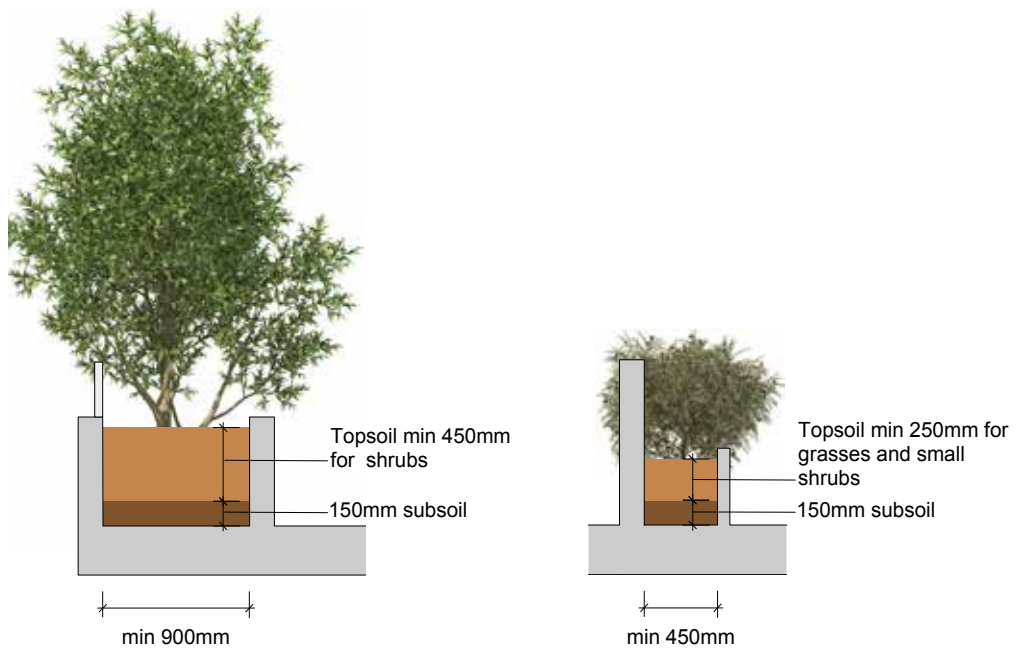 Topsoil min 450mm
for shrubs
150mm subsoil
min 900mm
Topsoil min 250mm for
grasses and small
shrubs
150mm subsoil
min 450mm